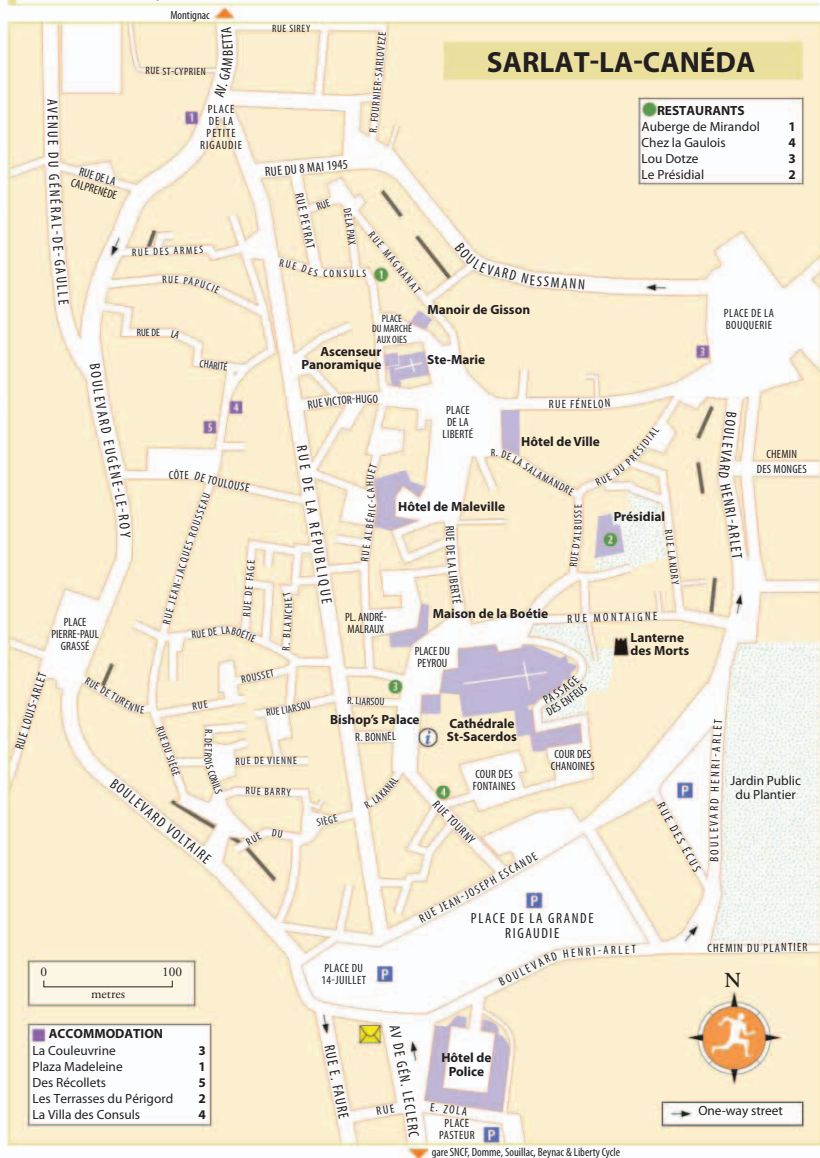 Montignac
SARLAT-LA-CANÉDA
RESTAURANTS
Auberge de Mirandol 1
Chez la Gaulois 4
Lou Dotze 3
Le Présidial 2
RUE SIREY
RUE ST-CYPRIEN
AV. GAMBETTA
R. FOURNIER-SARLOVEZE
AVENUE DU GÉNÉRAL-DE-GAULLE
1
PLACE
DE LA
PETITE
RIGAUDIE
RUE DE LA
CALPRENÈDE
RUE DU 8 MAI 1945
RUE PEYRAT
RUE
DE LA PAIX
RUE MAGNANAT
BOULEVARD NESSMANN
RUE DES ARMES
RUE DES CONSULS
1
RUE PAPUCIE
PLACE DE LA
BOUQUERIE
Manoir de Gisson
PLACE
DU MARCHÉ
AUX OIES
RUE DE LA
CHARITÉ
Ascenseur
Panoramique
Ste-Marie
3
BOULEVARD EUGÈNE-LE-ROY
4
5
RUE VICTOR-HUGO
PLACE
DE LA
LIBERTÉ
RUE FÉNELON
Hôtel de Ville
RUE DU PRÉSIDIAL
R. DE LA SALAMANDRE
CHEMIN
DES MONGES
BOULEVARD HENRI-ARLET
CÔTE DE TOULOUSE
RUE DE LA RÉPUBLIQUE
RUE ALBÉRIC-CAHUET
Hôtel de Maleville
RUE D'ALBUSSE
Présidial
2
RUE LANDRY
RUE JEAN-JACQUES ROUSSEAU
RUE DE LA LIBERTÉ
RUE DE FAGE
R. BLANCHET
PL. ANDRÉ-
MALRAUX
Maison de la Boétie
RUE MONTAIGNE
PLACE
PIERRE-PAUL
GRASSÉ
RUE DE LA BOÉTIE
PLACE DU
PEYROU
Lanterne
des Morts
RUE LOUIS-ARLET
RUE DE TURENNE
RUE
ROUSSET
3
R. LIARSOU
RUE LIARSOU
PASSAGE
DES ENFEUS
Bishop's Palace
R. BONNEL
i
Cathédrale
St-Sacerdos
RUE DU SIÈGE
R. DE TROIS CONILS
RUE DE VIENNE
COUR DES
CHANOINES
COUR DES
FONTAINES
RUE BARRY
R. LAKANAL
4
RUE TOURNY
P
Jardin Public
du Plantier
BOULEVARD HENRI-ARLET
RUE DES ÉCUS
BOULEVARD VOLTAIRE
RUE DU
SIÈGE
RUE JEAN-JOSEPH ESCANDE
P
PLACE DE LA GRANDE
RIGAUDIE
BOULEVARD HENRI-ARLET
CHEMIN DU PLANTIER
PLACE DU
14-JUILLET
P
0 100
metres
N
ACCOMMODATION
La Couleuvrine 3
Plaza Madeleine 1
Des Récollets 5
Les Terrasses du Périgord 2
La Villa des Consuls 4
RUE E. FAURE
AV DE GÉN. LECLERC
Hôtel de
Police
RUE E. ZOLA
PLACE
PASTEUR
P
One-way street
gare SNCF, Domme, Souillac, Beynac & Liberty Cycle